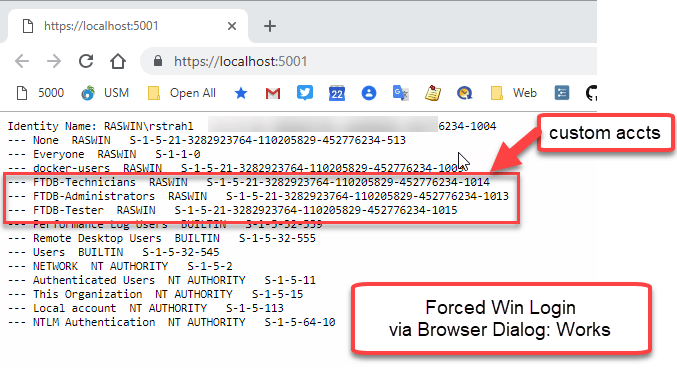 https://localhost:5001
https://localhost:5001
5000 USM Open All 22 Web
Identity Name: RASWIN\rstrahl 6234-1004
--- None RASWIN S-1-5-21-3282923764-110205829-452776234-513
--- Everyone RASWIN S-1-1-0
--- docker-users RASWIN S-1-5-21-3282923764-110205829-452776234-1005
--- FTDB-Technicians RASWIN S-1-5-21-3282923764-110205829-452776234-1014
--- FTDB-Administrators RASWIN S-1-5-21-3282923764-110205829-452776234-1013
--- FTDB-Tester RASWIN S-1-5-21-3282923764-110205829-452776234-1015
--- Performance Log Users BUILTIN S-1-5-32-559
--- Remote Desktop Users BUILTIN S-1-5-32-555
--- Users BUILTIN S-1-5-32-545
--- NETWORK NT AUTHORITY S-1-5-2
--- Authenticated Users NT AUTHORITY S-1-5-11
--- This Organization NT AUTHORITY S-1-5-15
--- Local account NT AUTHORITY S-1-5-113
--- NTLM Authentication NT AUTHORITY S-1-5-64-10
custom accts
Forced Win Login
via Browser Dialog: Works